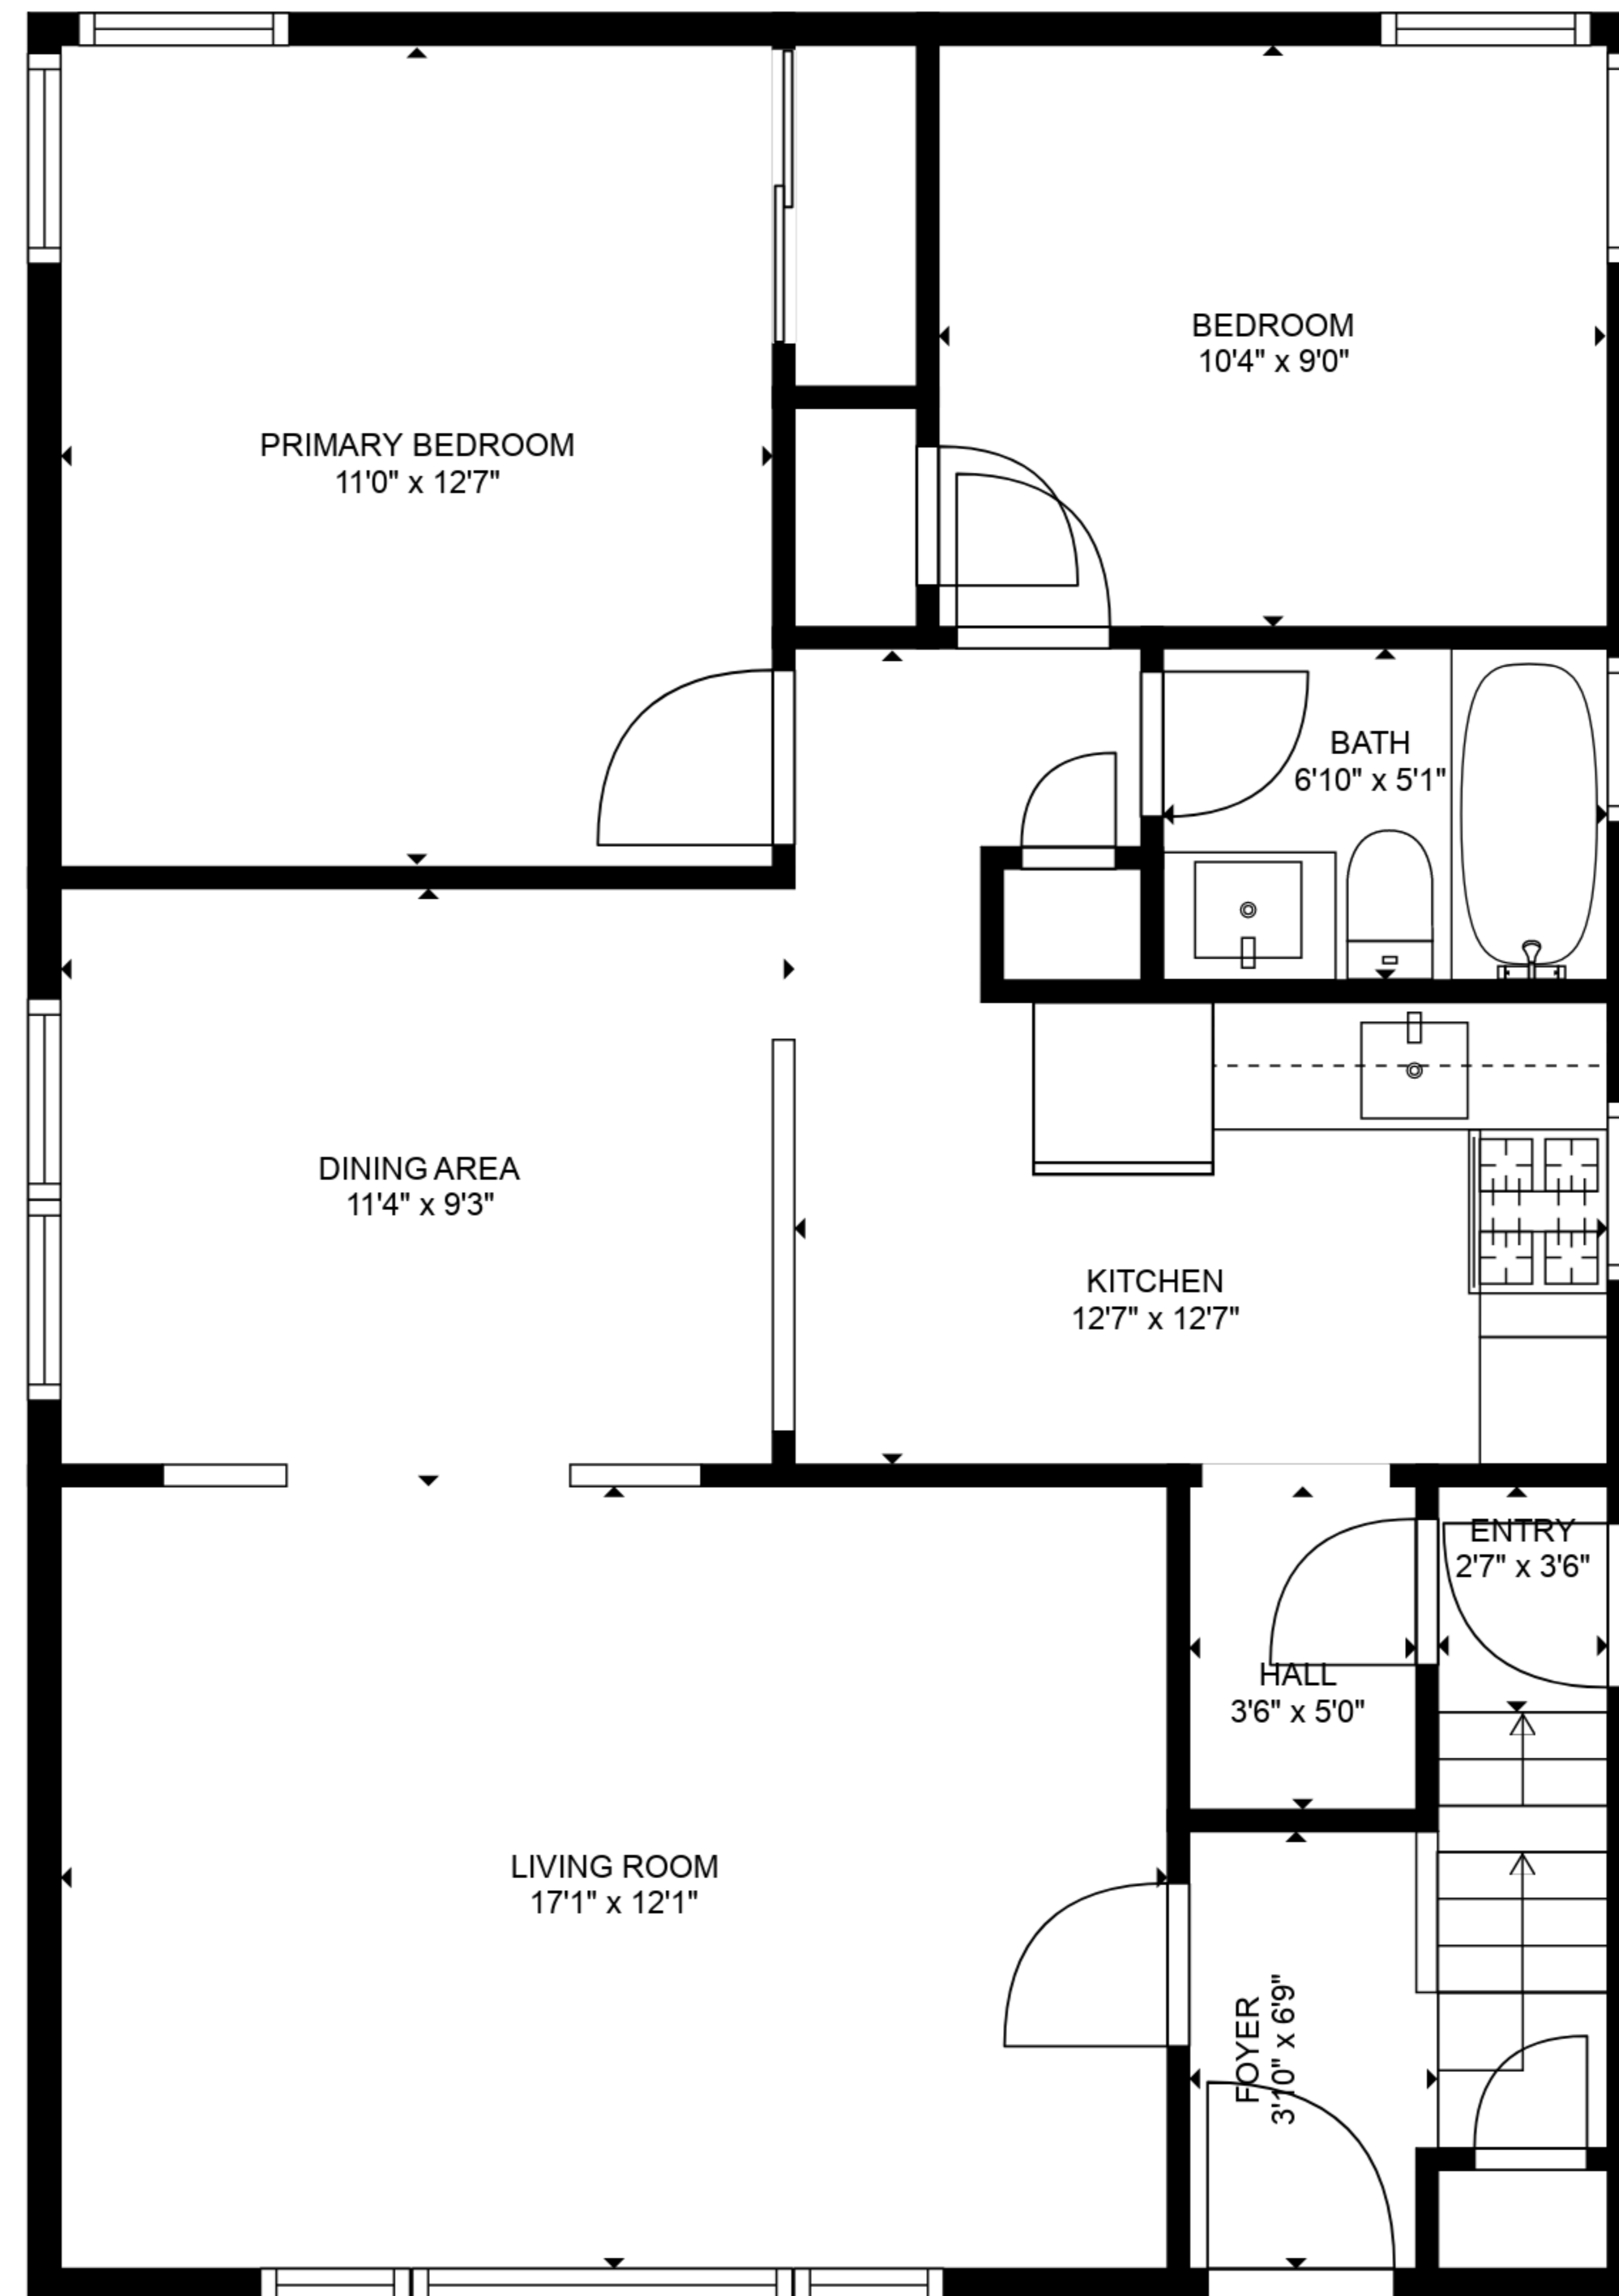 BEDROOM
10'4" x 9'0"
PRIMARY BEDROOM
11'0" x 12'7"
BATH
6'10" x 5'1"
DINING AREA
11'4" x 9'3"
KITCHEN
12'7" x 12'7"
ENTRY
2'7" x 3'6"
HALL
3'6" x 5'0"
LIVING ROOM
17'1" x 12'1"
FOYER
3'10" x 6'9"